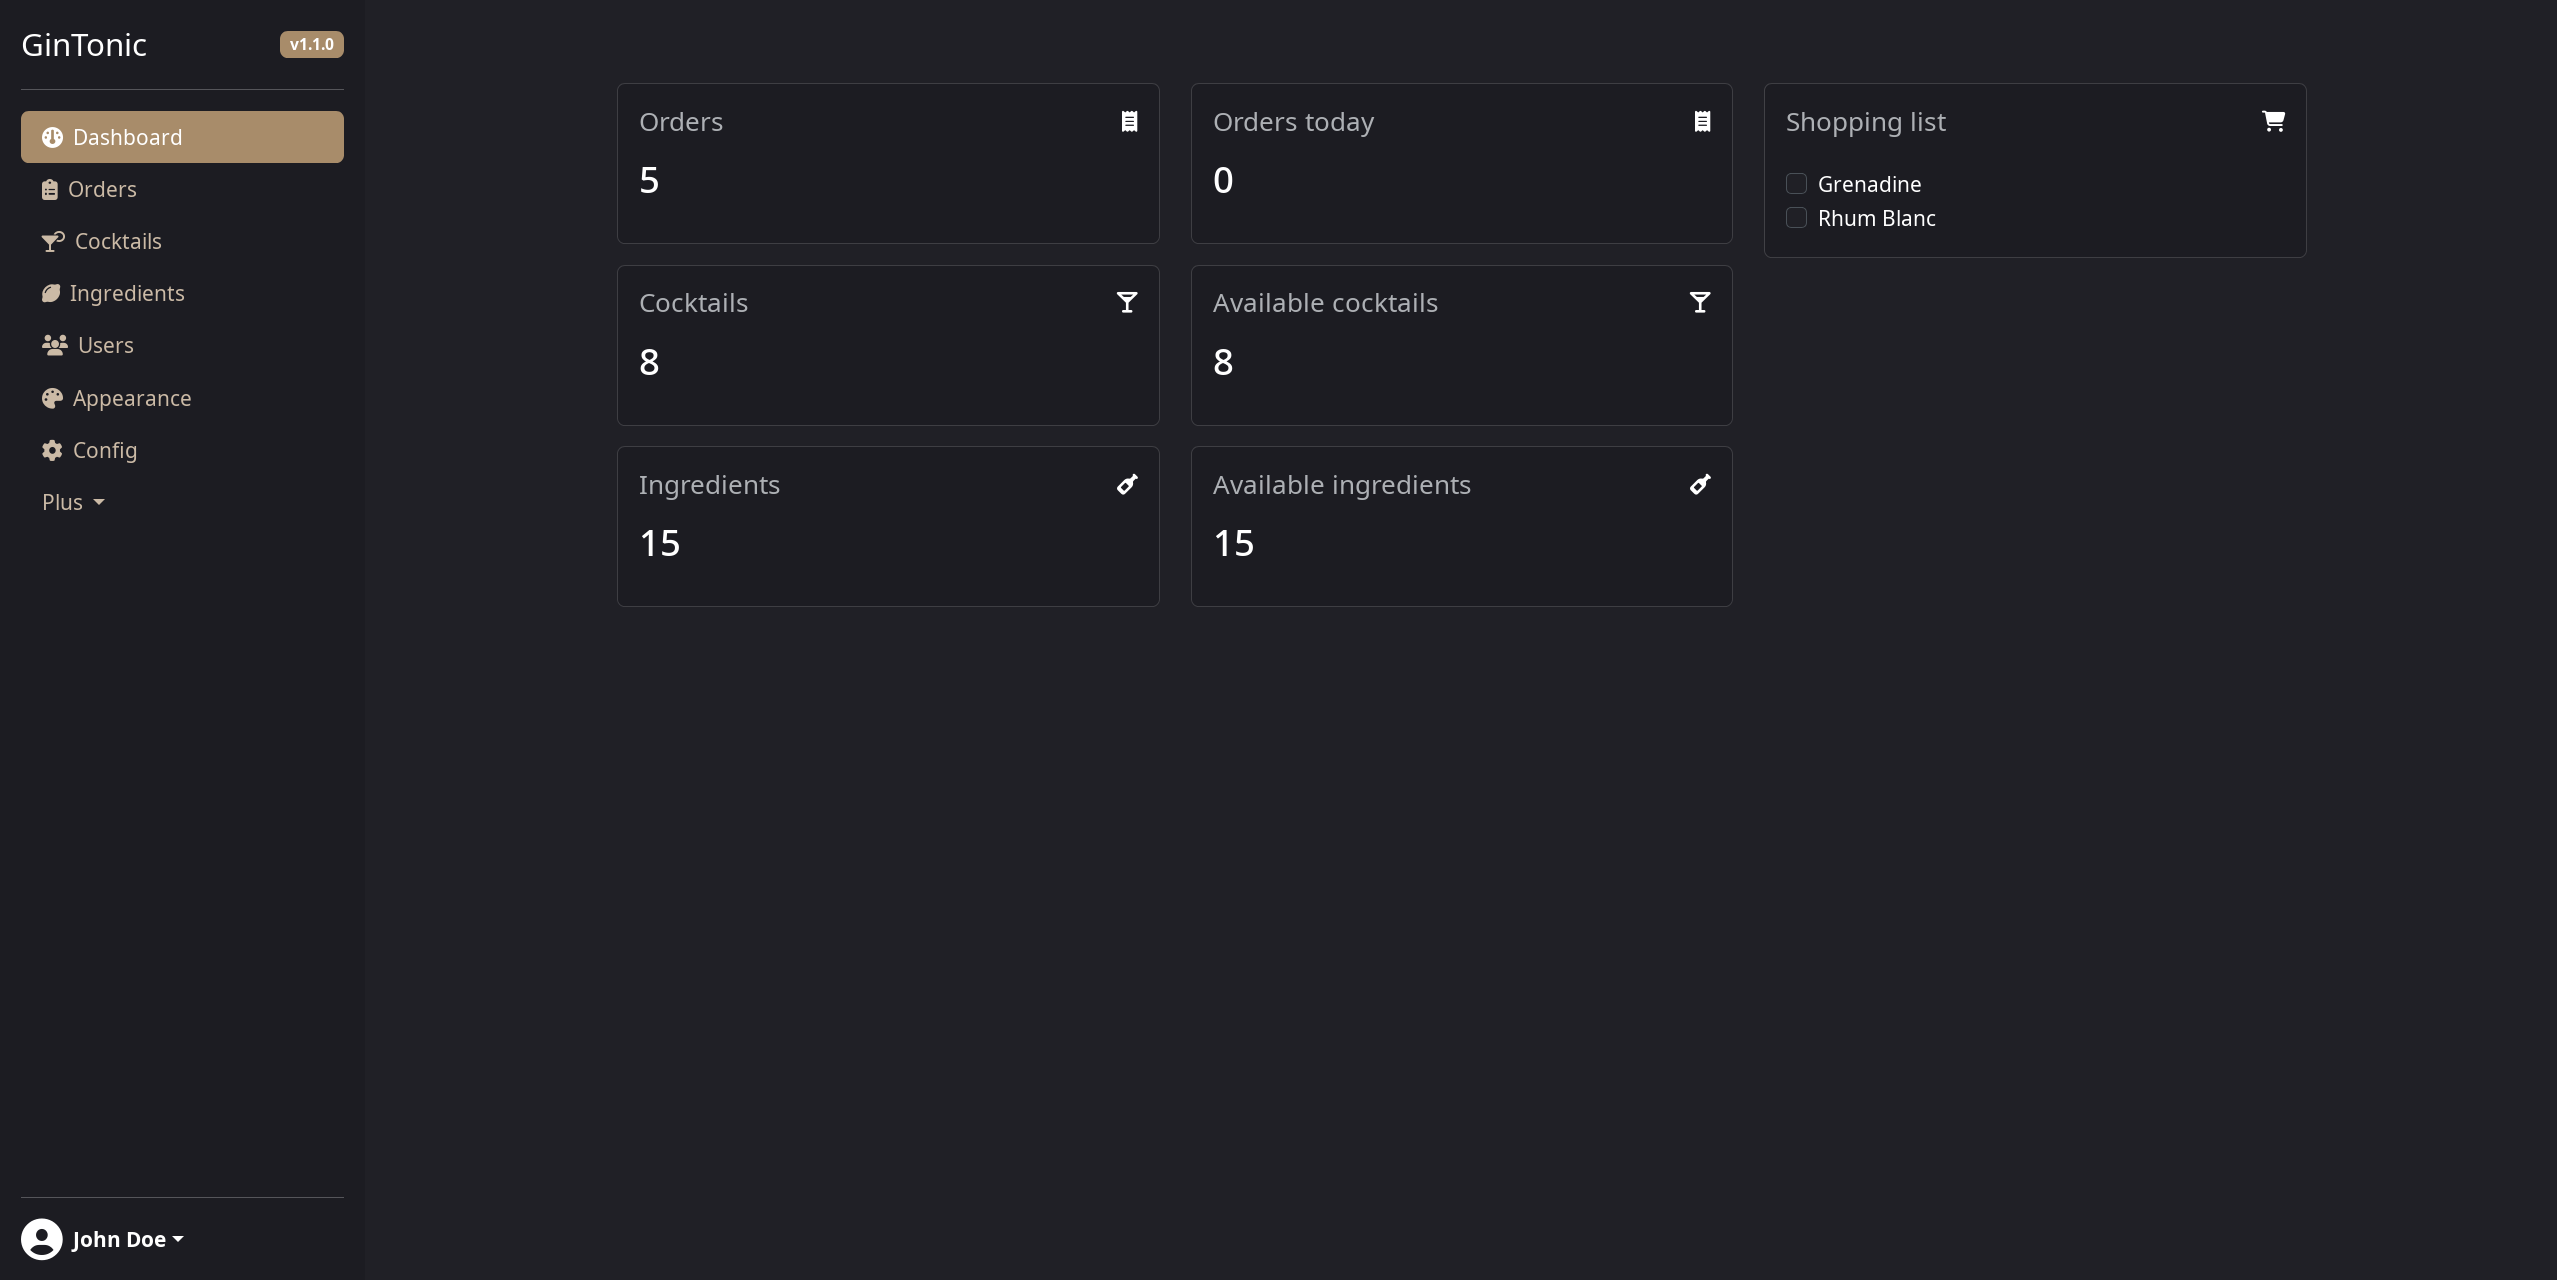 GinTonic
v1.1.0
Dashboard
Orders
Cocktails
Ingredients
Users
Appearance
Config
Plus
John Doe
Orders
5
Orders today
0
Shopping list
Grenadine
Rhum Blanc
Cocktails
8
Available cocktails
8
Ingredients
15
Available ingredients
15